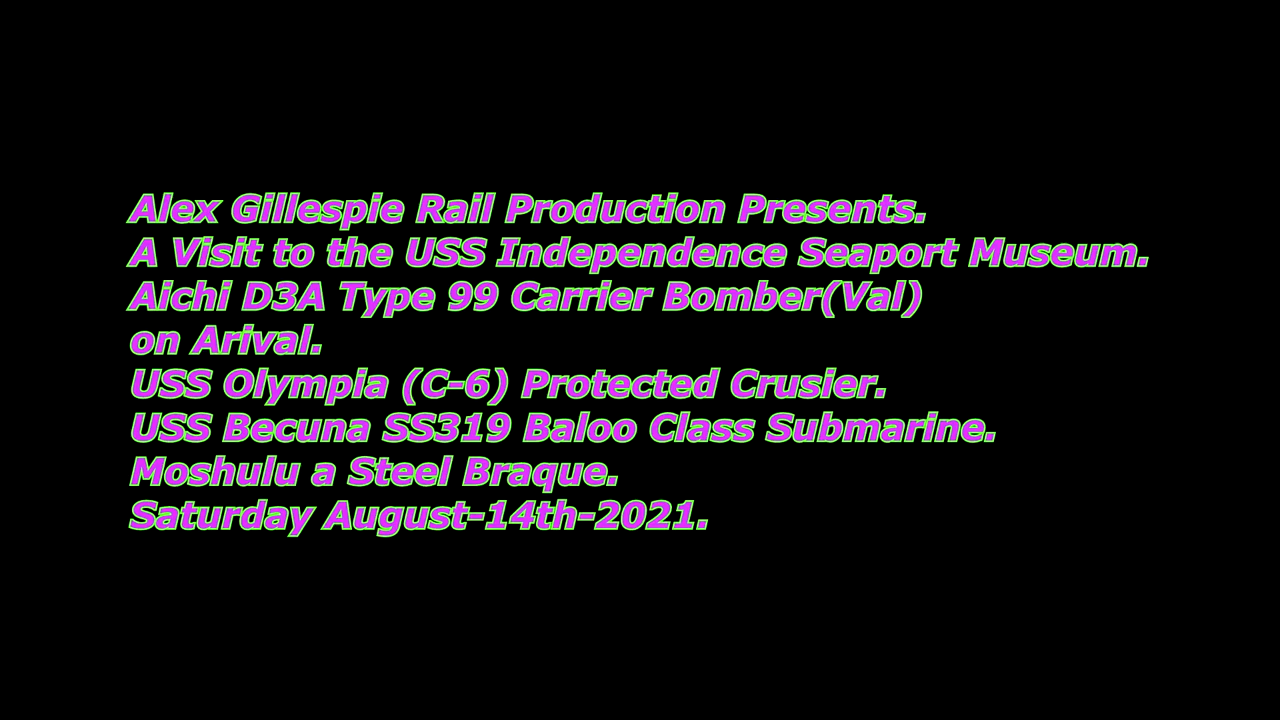 Alex Gillespie Rail Production Presents.
A Visit to the USS Independence Seaport Museum.
Aichi D3A Type 99 Carrier Bomber(Val)
on Arival.
USS Olympia (C-6) Protected Crusier.
USS Becuna SS319 Baloo Class Submarine.
Moshulu a Steel Braque.
Saturday August-14th-2021.